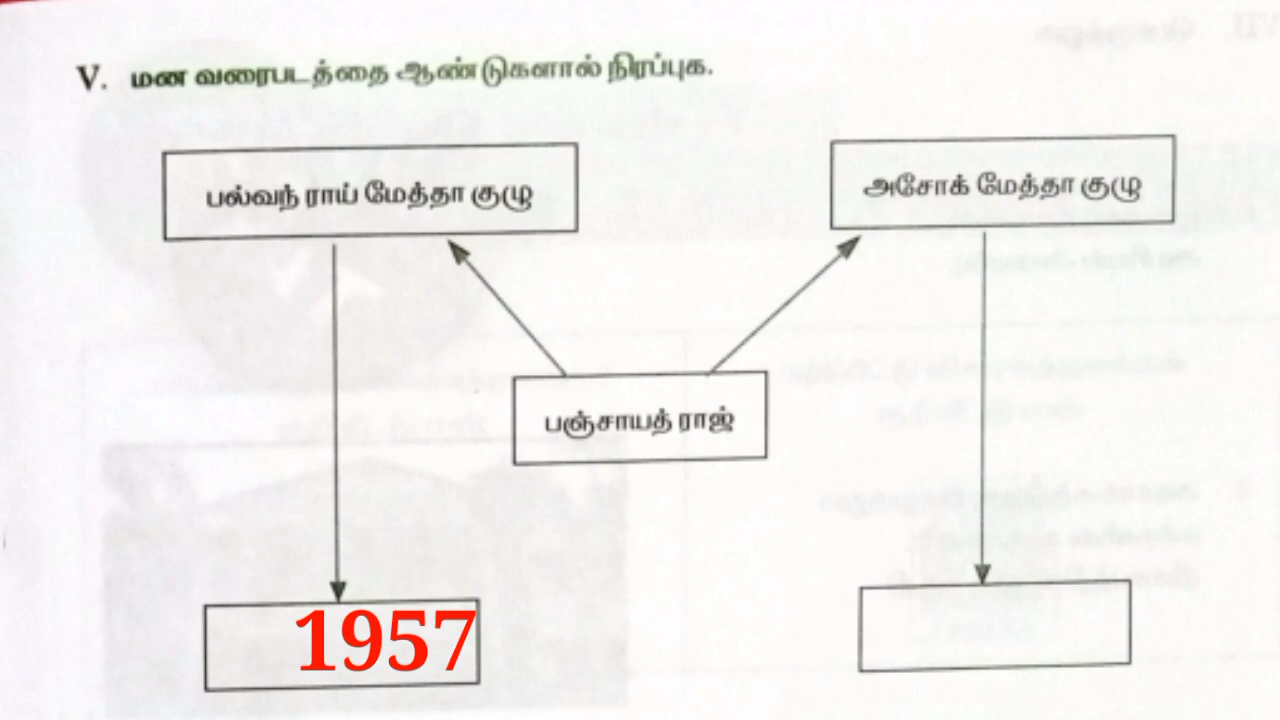 V. மன வரைபடத்தை ஆண்டுகளால் நிரப்புக.
பல்வந் ராய் மேத்தா குழு
அசோக் மேத்தா குழு
பஞ்சாயத் ராஜ்
1957